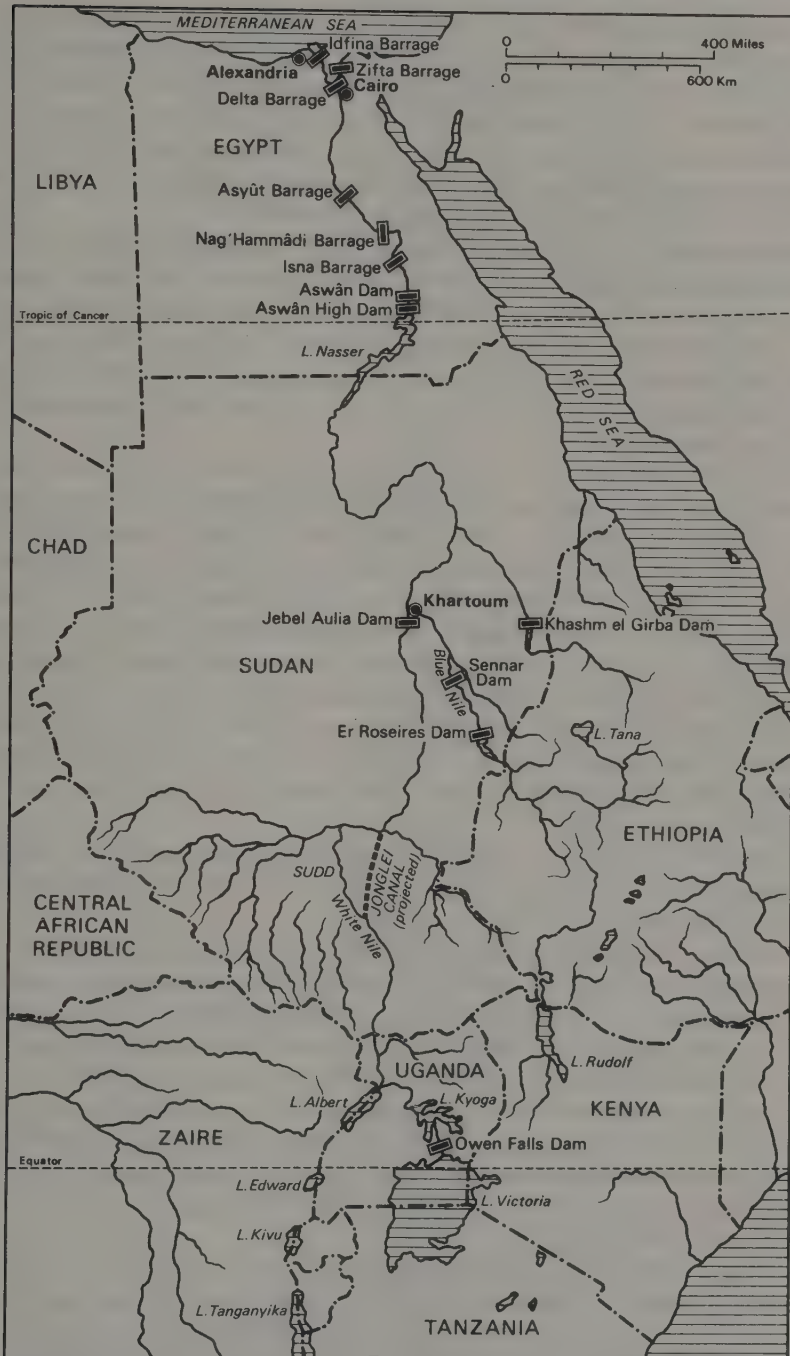 MEDITERRANEAN SEA
Idfina Barrage
0 400 Miles
Alexandria
Zifta Barrage
0 600 Km
Cairo
Delta Barrage
EGYPT
LIBYA
Asyût Barrage
Nag'Hammâdi Barrage
Isna Barrage
Aswân Dam
Aswân High Dam
Tropic of Cancer
L. Nasser
RED SEA
CHAD
Khartoum
Jebel Aulia Dam
Khashm el Girba Dam
SUDAN
Blue Nile
Sennar
Dam
Er Roseires Dam
L. Tana
ETHIOPIA
SUDD
JONGLEI
CANAL
(projected)
White Nile
CENTRAL
AFRICAN
REPUBLIC
UGANDA
L. Rudolf
L. Albert
L. Kyoga
KENYA
ZAIRE
Owen Falls Dam
Equator
L. Edward
L. Victoria
L. Kivu
L. Tanganyika
TANZANIA